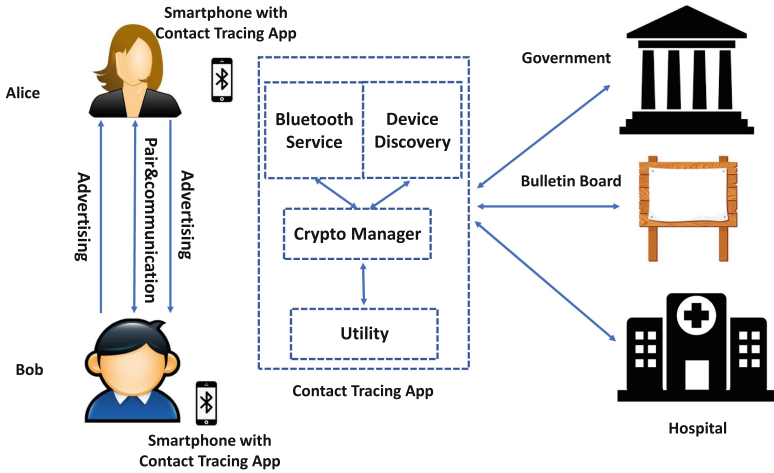 Smartphone with
Contact Tracing App
Alice
Advertising
Pair&communication
Advertising
Bob
Smartphone with
Contact Tracing App
Bluetooth
Service
Device
Discovery
Crypto Manager
Utility
Contact Tracing App
Government
Bulletin Board
Hospital